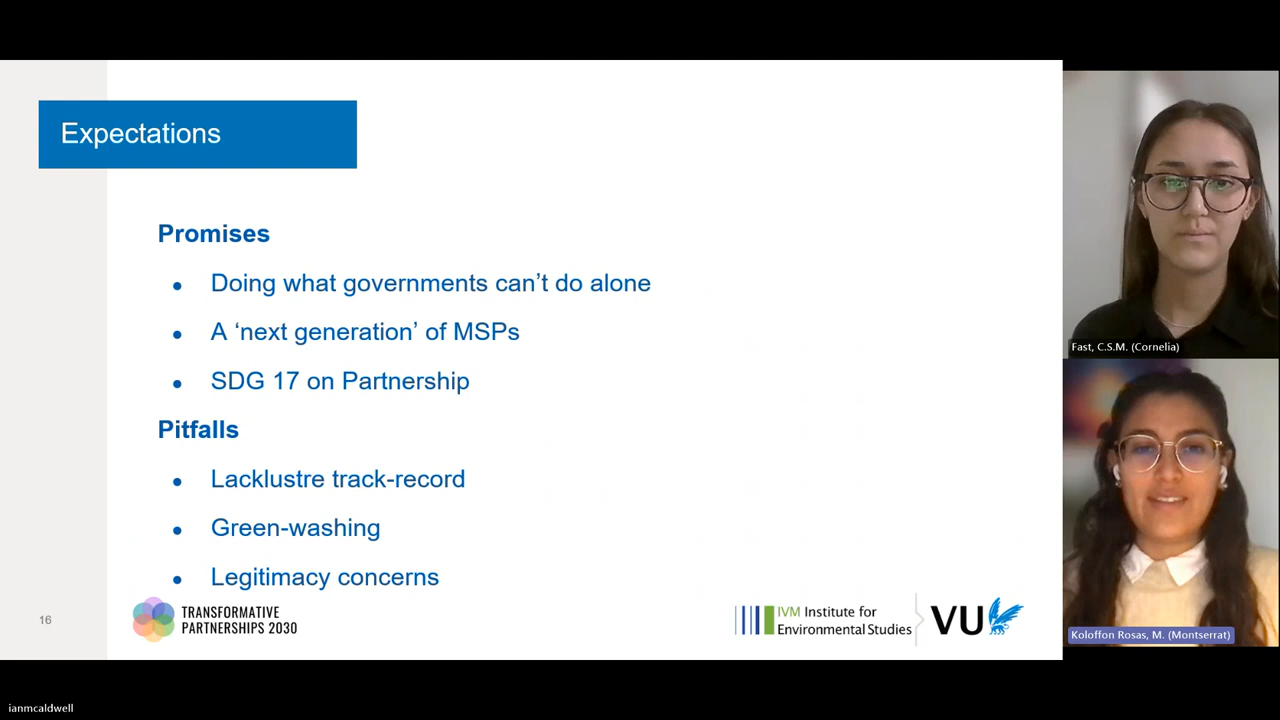 Expectations
Promises
• Doing what governments can’t do alone
• A ‘next generation’ of MSPs
• SDG 17 on Partnership
Pitfalls
• Lacklustre track-record
• Green-washing
• Legitimacy concerns
16
TRANSFORMATIVE
PARTNERSHIPS 2030
IVM Institute for
Environmental Studies
VU
Fast, C.S.M. (Cornelia)
Koloffon Rosas, M. (Montserrat)
ianmcaldwell